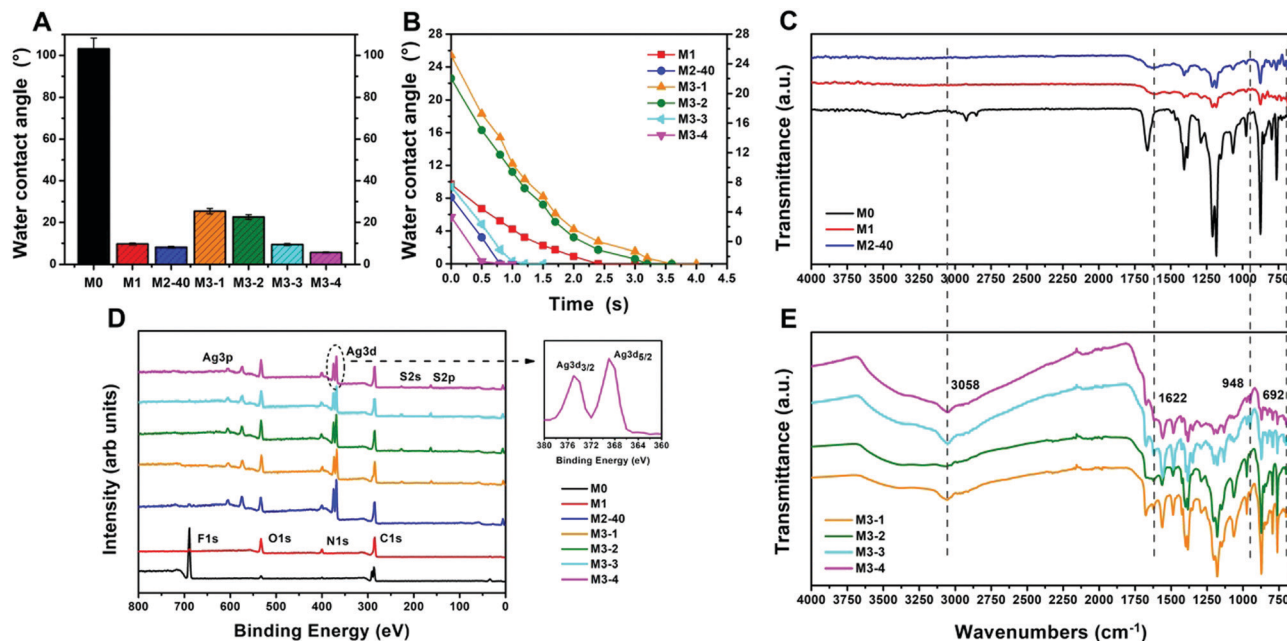 A
Water contact angle (°)
100
80
60
40
20
0
100
80
60
40
20
0
M0 M1 M2-40 M3-1 M3-2 M3-3 M3-4
B
Water contact angle (°)
28
24
20
16
12
8
4
0
28
26
24
22
20
18
16
14
12
10
8
6
4
2
0
M1
M2-40
M3-1
M3-2
M3-3
M3-4
0.0 0.5 1.0 1.5 2.0 2.5 3.0 3.5 4.0 4.5
Time (s)
C
Transmittance (a.u.)
M0
M1
M2-40
4000 3750 3500 3250 3000 2750 2500 2250 2000 1750 1500 1250 1000 750
D
Intensity (arb units)
Ag3p
Ag3d
S2s S2p
F1s
O1s
N1s
C1s
800 700 600 500 400 300 200 100 0
Binding Energy (eV)
Ag3d3/2
Ag3d5/2
380 376 372 368 364 360
Binding Energy (eV)
M0
M1
M2-40
M3-1
M3-2
M3-3
M3-4
E
Transmittance (a.u.)
3058
1622
948
692
M3-1
M3-2
M3-3
M3-4
4000 3750 3500 3250 3000 2750 2500 2250 2000 1750 1500 1250 1000 750
Wavenumbers (cm-1)